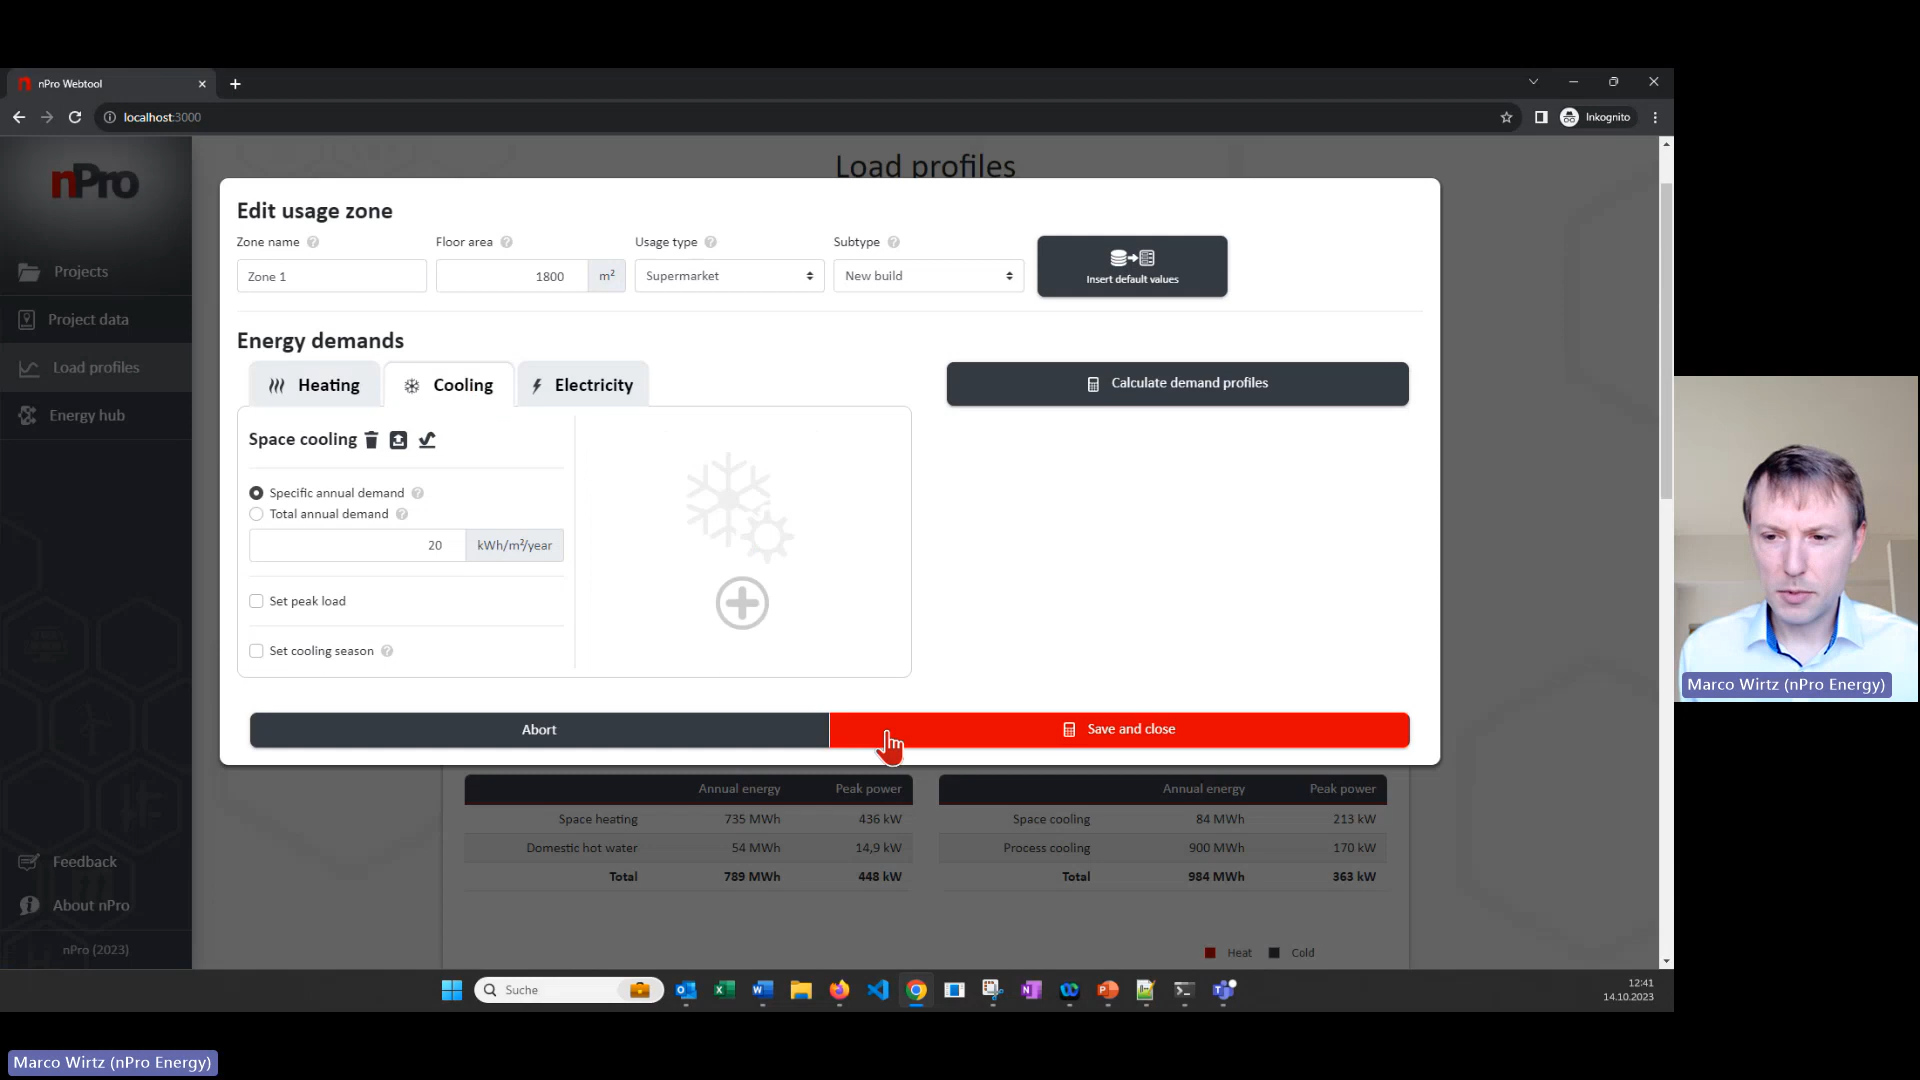 nPro Webtool
localhost:3000
Inkognito
nPro
Load profiles
Projects
Project data
Load profiles
Energy hub
Feedback
About nPro
nPro (2023)
Edit usage zone
Zone name
Floor area
Usage type
Subtype
Zone 1
1800
m²
Supermarket
New build
Insert default values
Energy demands
Heating
Cooling
Electricity
Calculate demand profiles
Space cooling
Specific annual demand
Total annual demand
20
kWh/m²/year
Set peak load
Set cooling season
Abort
Save and close
Annual energy Peak power
Space heating 735 MWh 436 kW
Domestic hot water 54 MWh 14,9 kW
Total 789 MWh 448 kW
Annual energy Peak power
Space cooling 84 MWh 213 kW
Process cooling 900 MWh 170 kW
Total 984 MWh 363 kW
Heat Cold
Suche
12:41
14.10.2023
Marco Wirtz (nPro Energy)
Marco Wirtz (nPro Energy)